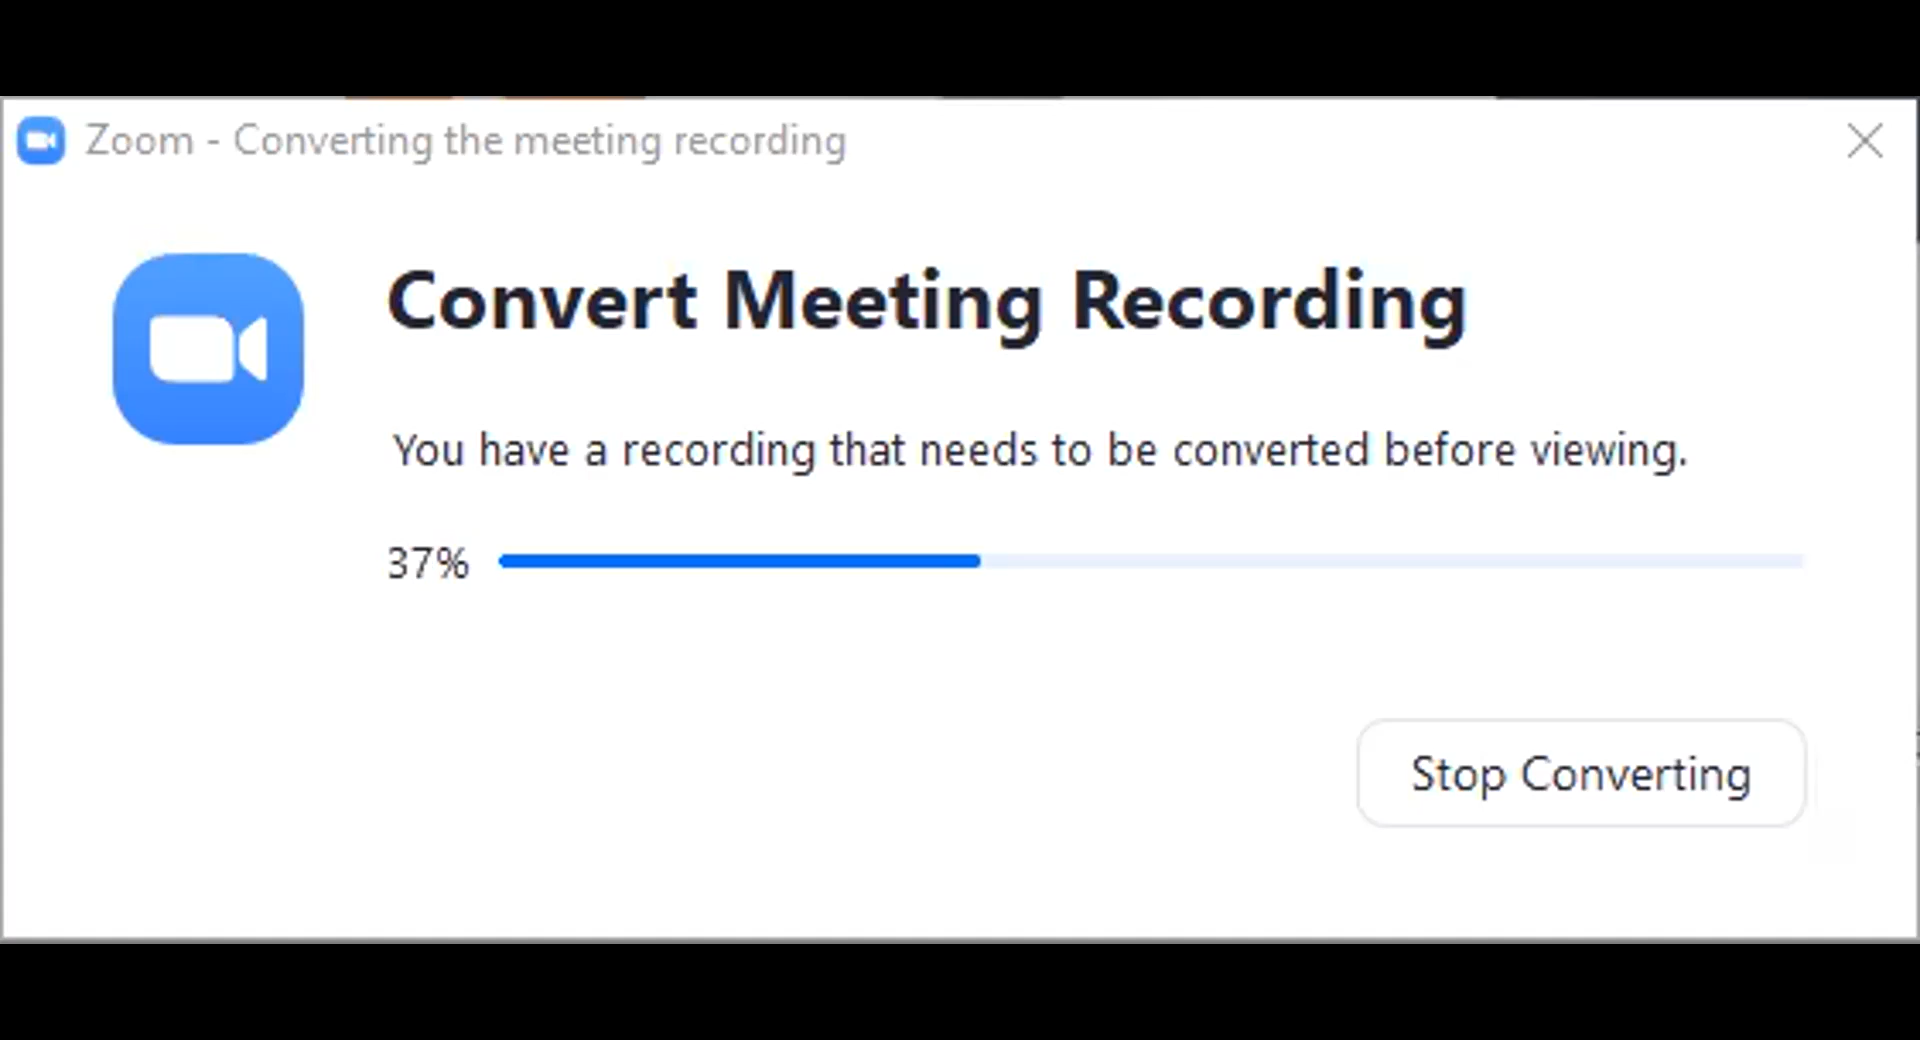 Zoom - Converting the meeting recording
Convert Meeting Recording
You have a recording that needs to be converted before viewing.
37%
Stop Converting